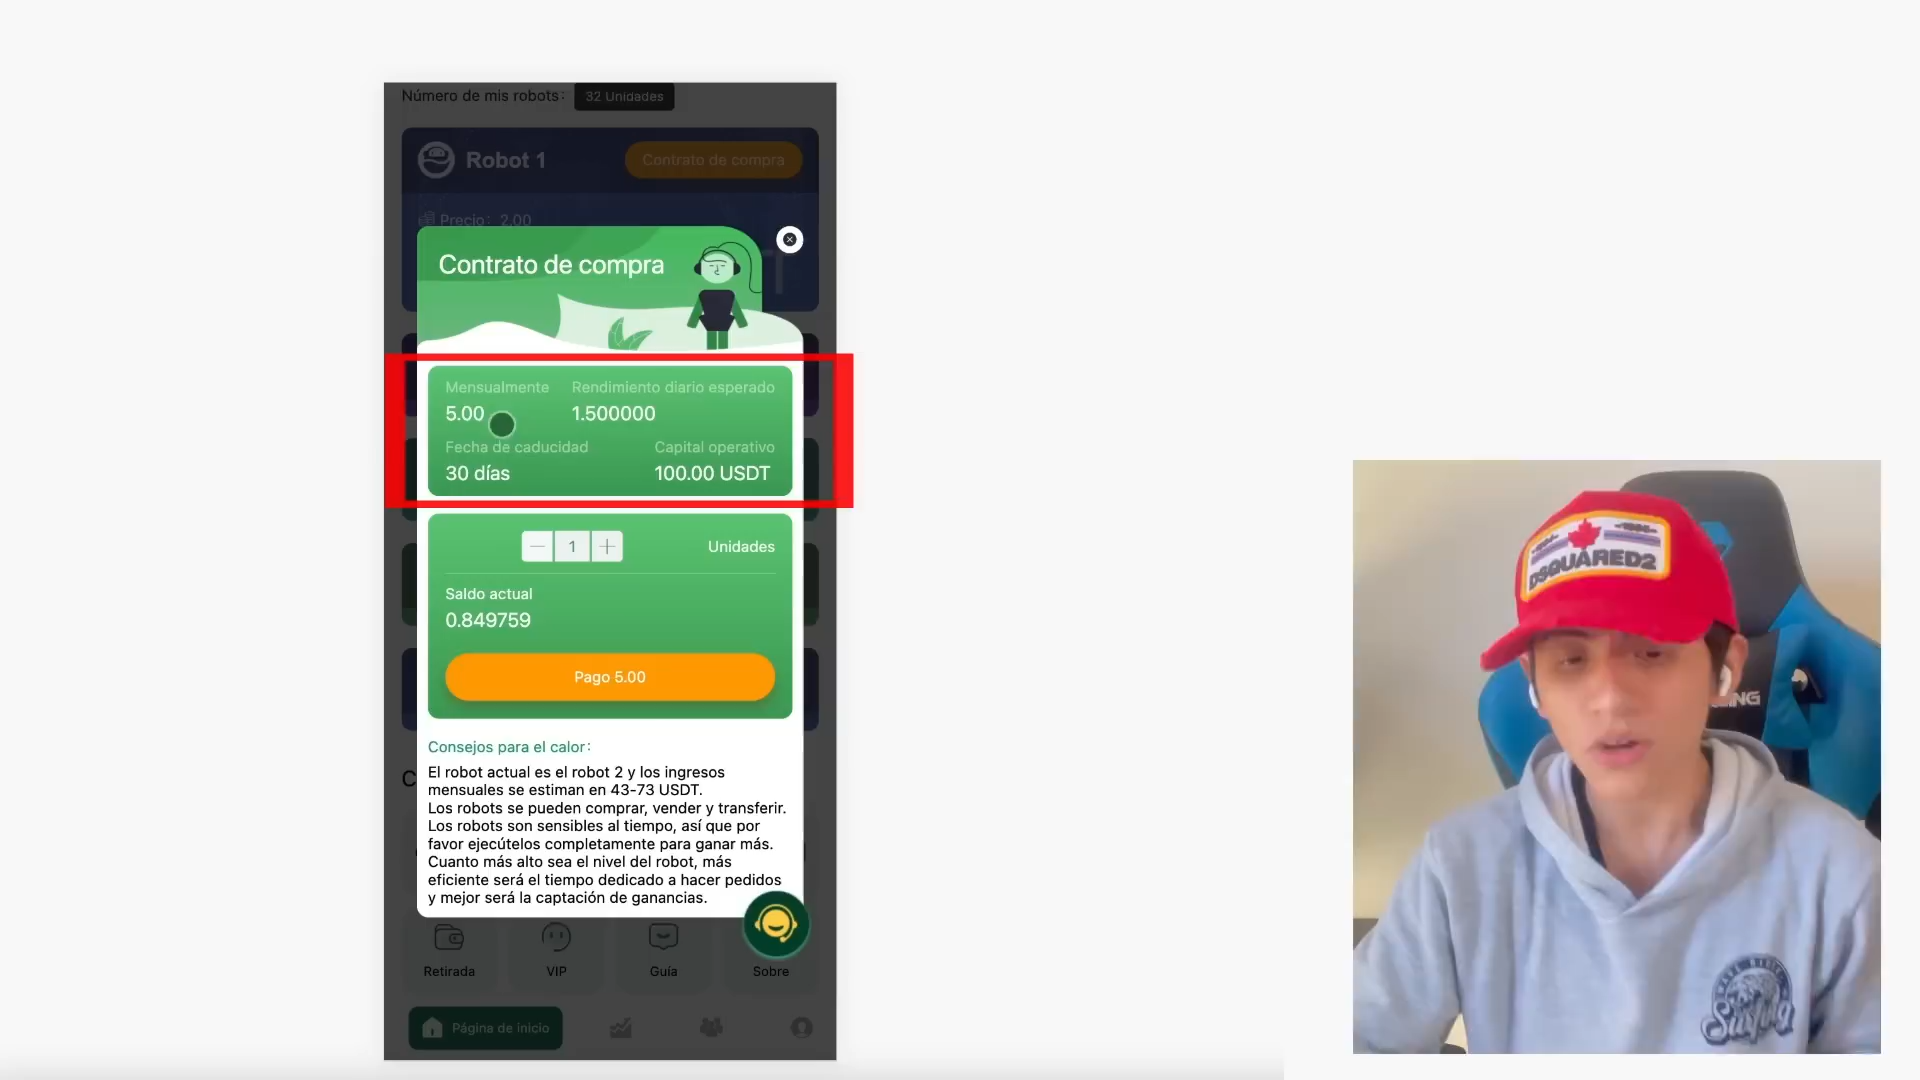 Número de mis robots: 32 Unidades
Robot 1
Contrato de compra
Precio: 2.00
Contrato de compra
Mensualmente Rendimiento diario esperado
5.00 1.500000
Fecha de caducidad Capital operativo
30 días 100.00 USDT
1 Unidades
Saldo actual
0.849759
Pago 5.00
Consejos para el calor:
El robot actual es el robot 2 y los ingresos
mensuales se estiman en 43-73 USDT.
Los robots se pueden comprar, vender y transferir.
Los robots son sensibles al tiempo, así que por
favor ejecútelos completamente para ganar más.
Cuanto más alto sea el nivel del robot, más
eficiente será el tiempo dedicado a hacer pedidos
y mejor será la captación de ganancias.
Retirada VIP Guía Sobre
Página de inicio
DSQUARED2
Surfing